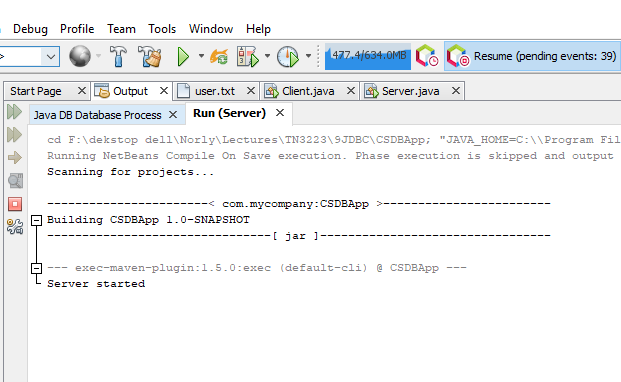 Debug Profile Team Tools Window Help
477.4/634.0MB Resume (pending events: 39)
Start Page Output user.txt Client.java Server.java
Java DB Database Process Run (Server)
cd F:\dekstop dell\Norly\Lectures\TN3223\9JDBC\CSDBApp; "JAVA_HOME=C:\\Program Fil
Running NetBeans Compile On Save execution. Phase execution is skipped and output
Scanning for projects...
-----------------------< com.mycompany:CSDBApp >------------------------
Building CSDBApp 1.0-SNAPSHOT
--------------------------------[ jar ]---------------------------------
--- exec-maven-plugin:1.5.0:exec (default-cli) @ CSDBApp ---
Server started